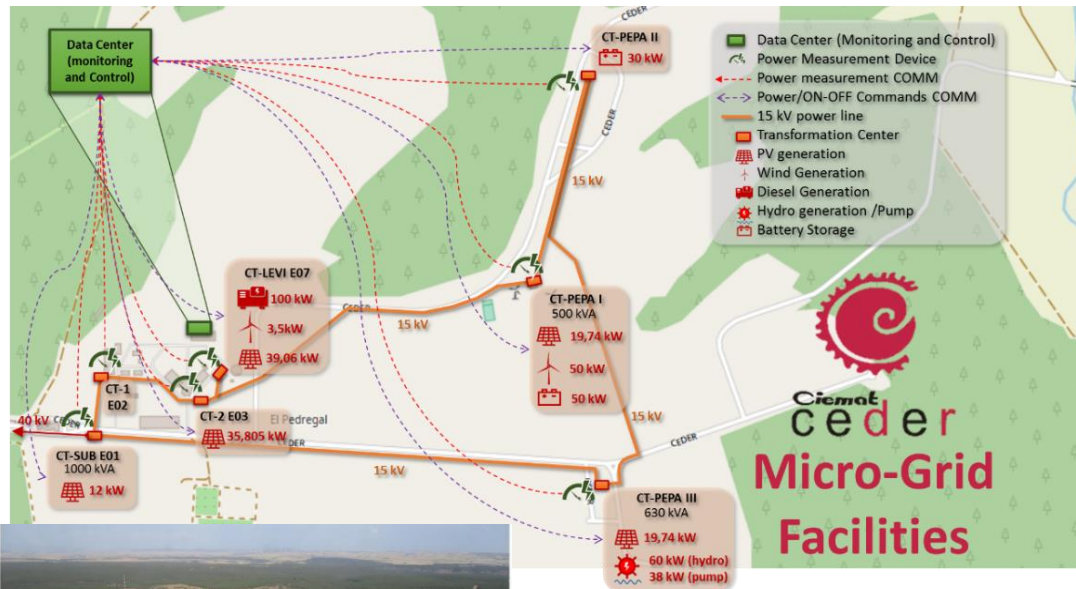 Data Center
(monitoring
and Control)
CEDER
CT-PEPA II
30 kW
Data Center (Monitoring and Control)
Power Measurement Device
Power measurement COMM
Power/ON-OFF Commands COMM
15 kV power line
Transformation Center
PV generation
Wind Generation
Diesel Generation
Hydro generation /Pump
Battery Storage
CEDER
CEDER
15 kV
CT-LEVI E07
100 kW
3,5kW
39,06 kW
CEDER
15 kV
CT-PEPA I
500 kVA
19,74 kW
50 kW
50 kW
CT-1
E02
CT-2 E03
35,805 kW
El Pedregal
CEDER
40 kV
CEDER
CT-SUB E01
1000 kVA
12 kW
15 kV
15 kV
CEDER
CT-PEPA III
630 kVA
19,74 kW
60 kW (hydro)
38 kW (pump)
Ciemat
ceder
Micro-Grid
Facilities